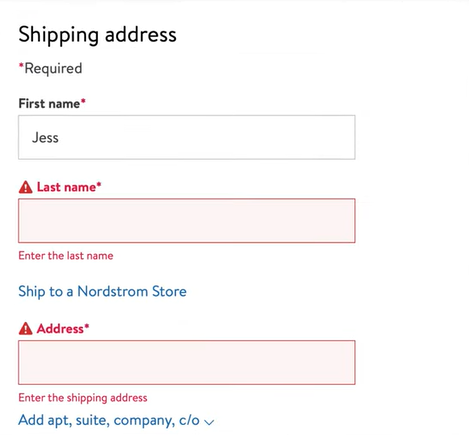 Shipping address
*Required
First name*
Jess
Last name*
Enter the last name
Ship to a Nordstrom Store
Address*
Enter the shipping address
Add apt, suite, company, c/o